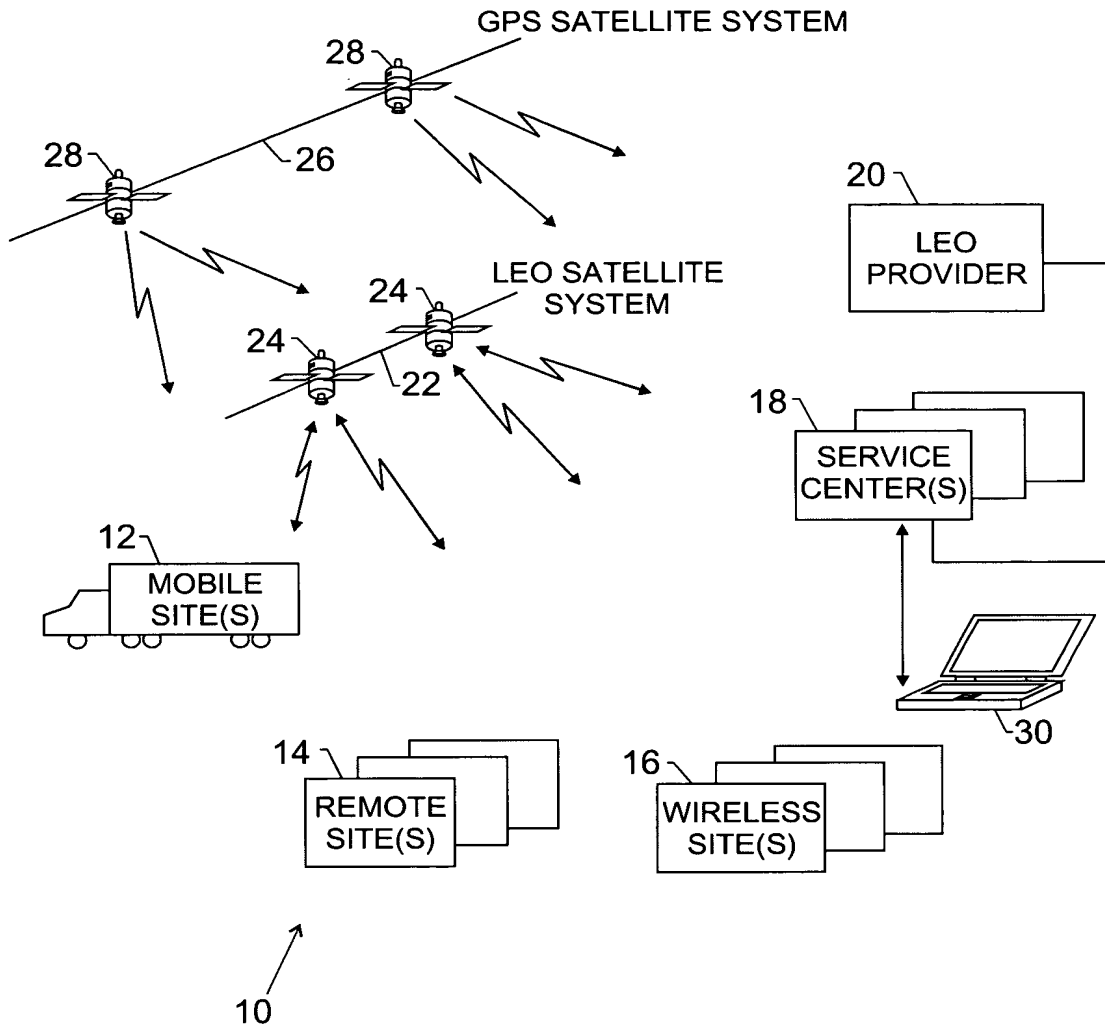 GPS SATELLITE SYSTEM
28
28
26
20
LEO
PROVIDER
LEO SATELLITE
SYSTEM
24
24
22
18
SERVICE
CENTER(S)
12
MOBILE
SITE(S)
30
14
REMOTE
SITE(S)
16
WIRELESS
SITE(S)
10